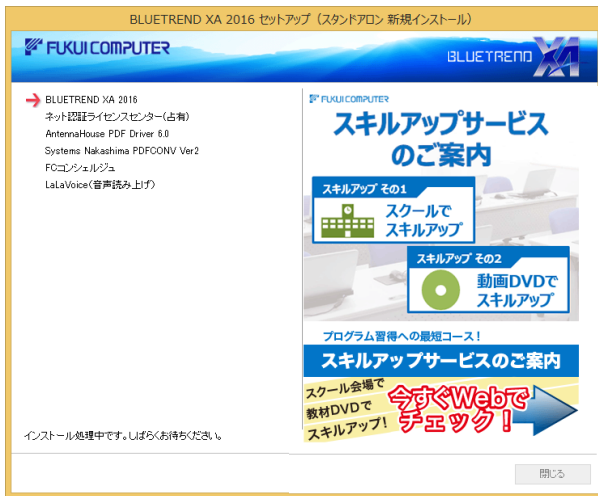 BLUETREND XA 2016 セットアップ（スタンドアロン 新規インストール）
FUKUI COMPUTER
BLUETREND XA
BLUETREND XA 2016
ネット認証ライセンスセンター(占有)
AntennaHouse PDF Driver 6.0
Systems Nakashima PDFCONV Ver2
FCコンシェルジュ
LaLaVoice(音声読み上げ)
インストール処理中です。しばらくお待ちください。
FUKUI COMPUTER
スキルアップサービス
のご案内
スキルアップ その1
スクールで
スキルアップ
スキルアップ その2
動画DVDで
スキルアップ
プログラム習得への最短コース！
スキルアップサービスのご案内
スクール会場で
教材DVDで
スキルアップ！
今すぐWebで
チェック！
閉じる